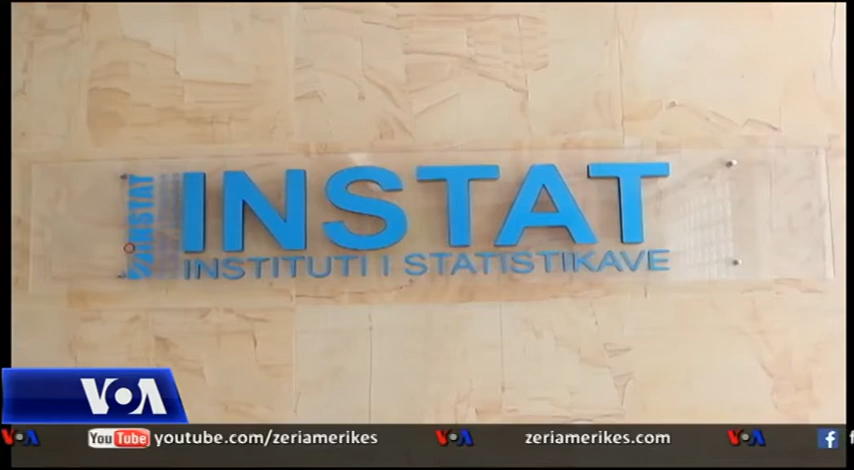 INSTAT
INSTAT
INSTITUTI I STATISTIKAVE
VOA
VOA YouTube youtube.com/zeriamerikes VOA zeriamerikes.com VOA f